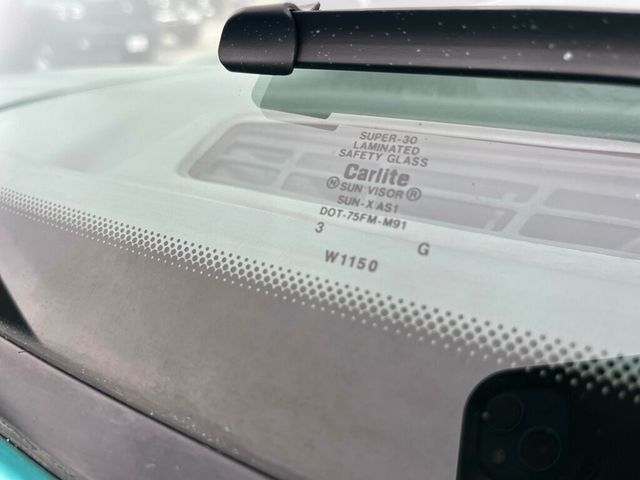 SUPER-30
LAMINATED
SAFETY GLASS
Carlite
Ⓝ SUN VISOR ®
SUN-X AS1
DOT-75FM-M91
3 G
W1150